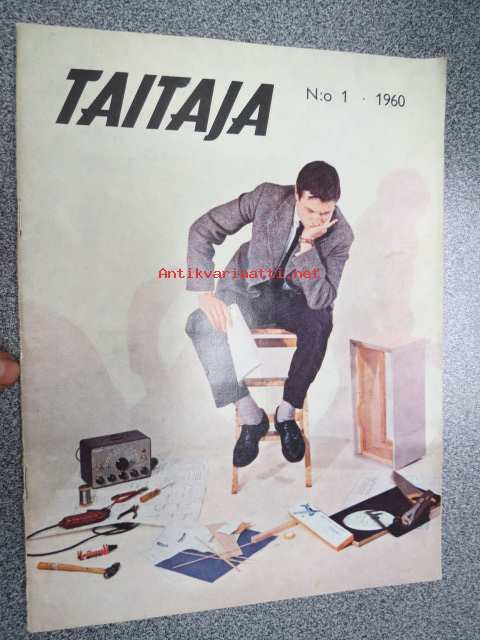 TAITAJA
N:o 1 · 1960
Antikvariaatti.net